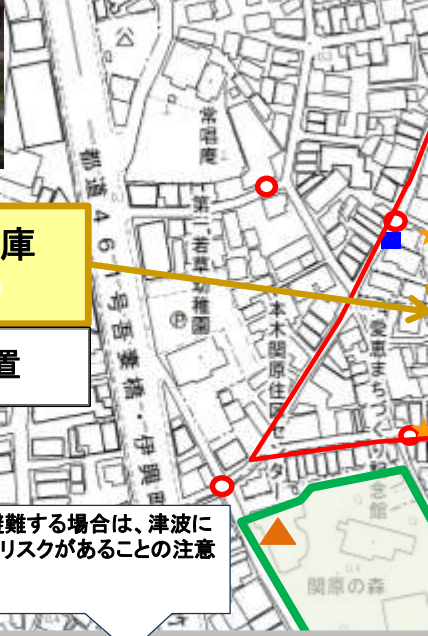 常唱庵
都道461号吾妻橋・伊興
第二若草幼稚園
庫
置
本木関原住区センター
愛恵まちづくり記念館
難する場合は、津波に
リスクがあることの注意
関原の森